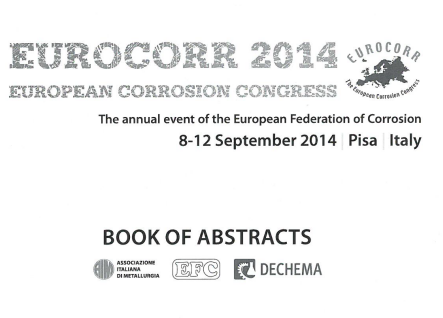 EUROCORR 2014
EUROPEAN CORROSION CONGRESS
EUROCORR
The European Corrosion Congress
The annual event of the European Federation of Corrosion
8-12 September 2014 | Pisa | Italy
BOOK OF ABSTRACTS
AIM
ASSOCIAZIONE
ITALIANA
DI METALLURGIA
EFC
DECHEMA